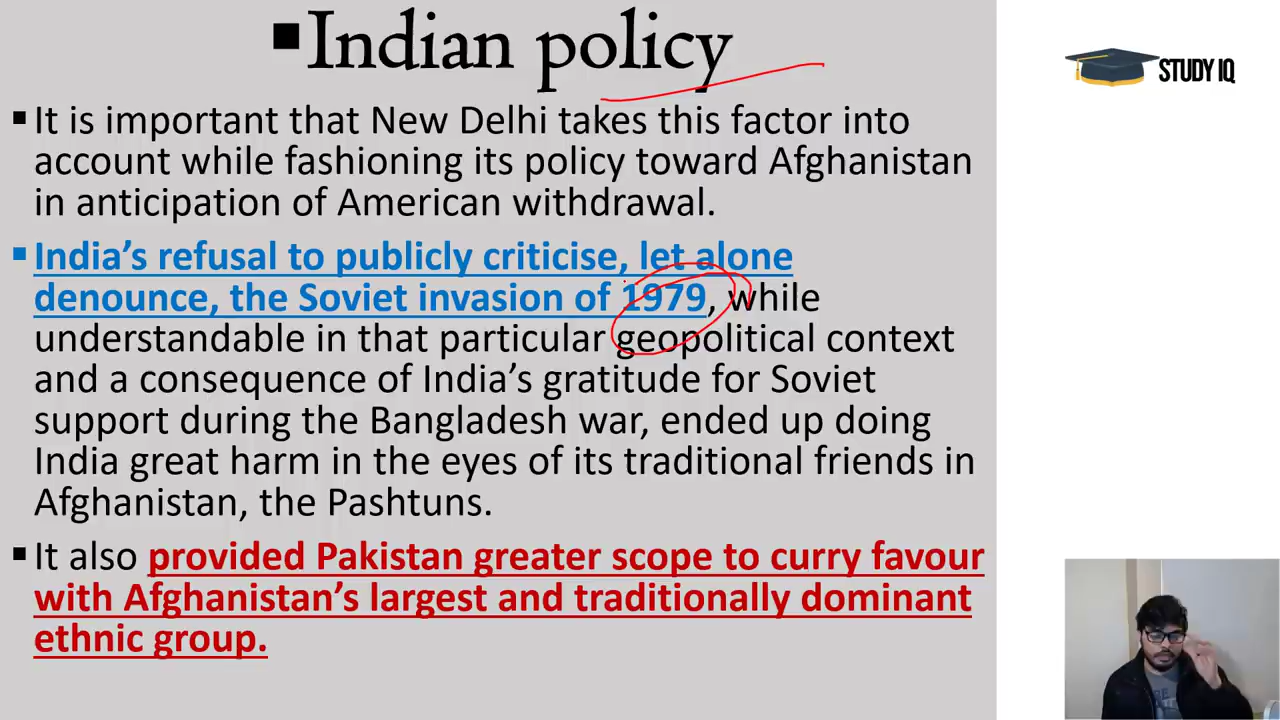 ▪Indian policy
STUDY IQ
▪It is important that New Delhi takes this factor into
account while fashioning its policy toward Afghanistan
in anticipation of American withdrawal.
▪India’s refusal to publicly criticise, let alone
denounce, the Soviet invasion of 1979, while
understandable in that particular geopolitical context
and a consequence of India’s gratitude for Soviet
support during the Bangladesh war, ended up doing
India great harm in the eyes of its traditional friends in
Afghanistan, the Pashtuns.
▪It also provided Pakistan greater scope to curry favour
with Afghanistan’s largest and traditionally dominant
ethnic group.